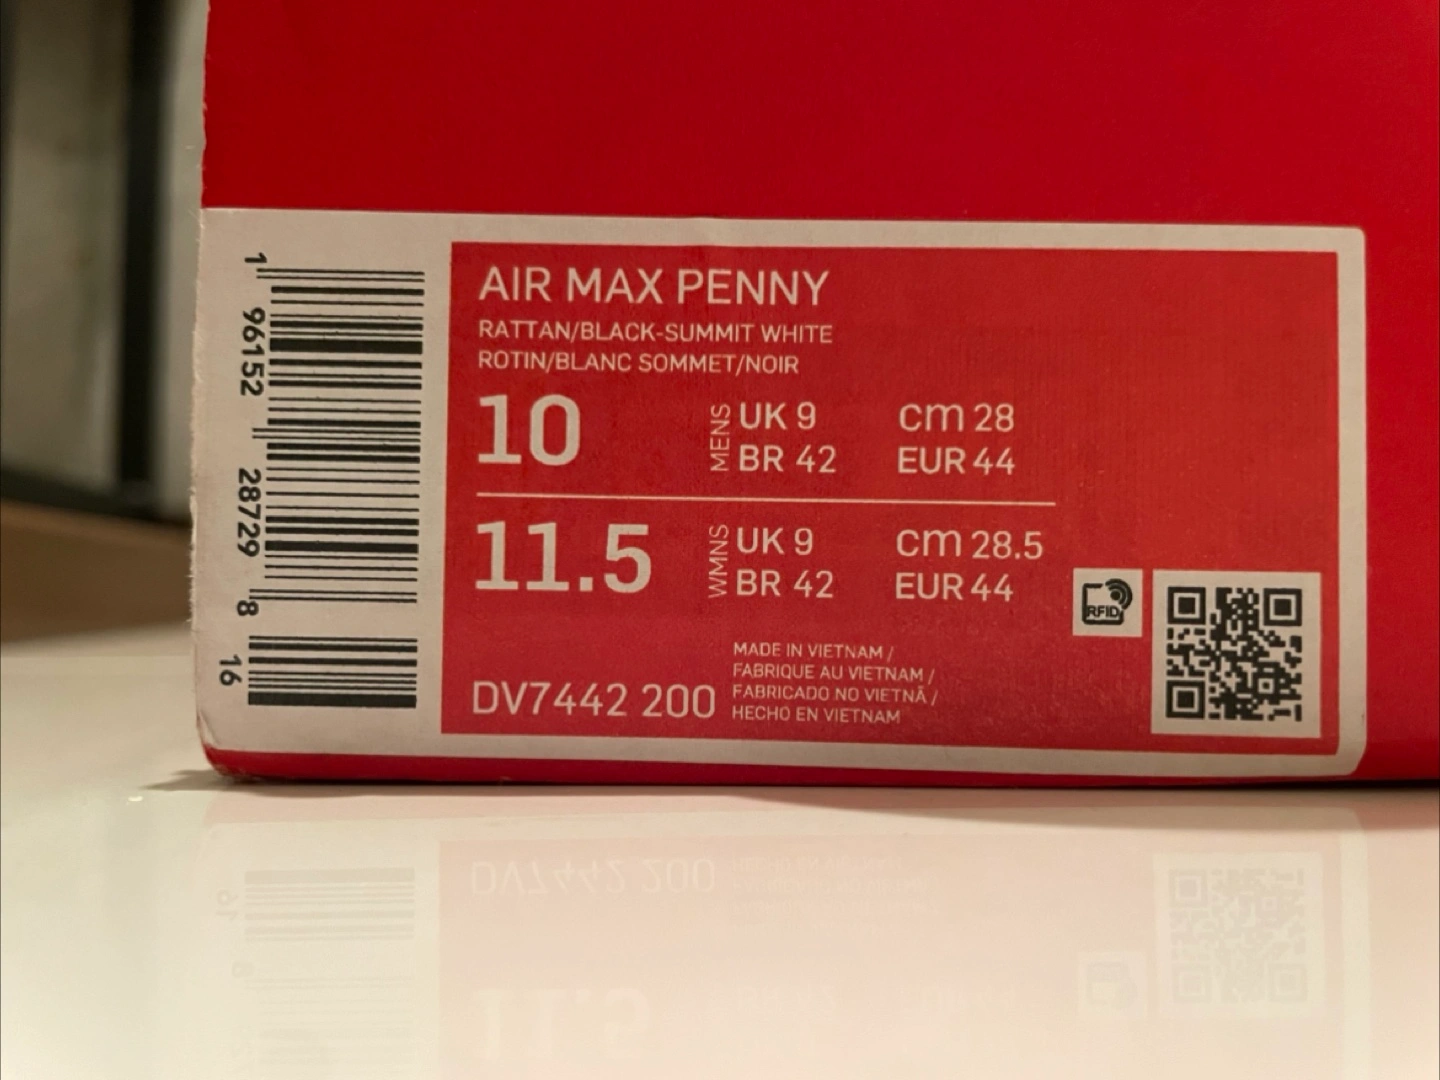 1 96152 28729 8
16
AIR MAX PENNY
RATTAN/BLACK-SUMMIT WHITE
ROTIN/BLANC SOMMET/NOIR
10 MENS UK 9 cm 28
BR 42 EUR 44
11.5 WMNS UK 9 cm 28.5
BR 42 EUR 44
RFID
MADE IN VIETNAM /
FABRIQUE AU VIETNAM /
FABRICADO NO VIETNÃ /
HECHO EN VIETNAM
DV7442 200